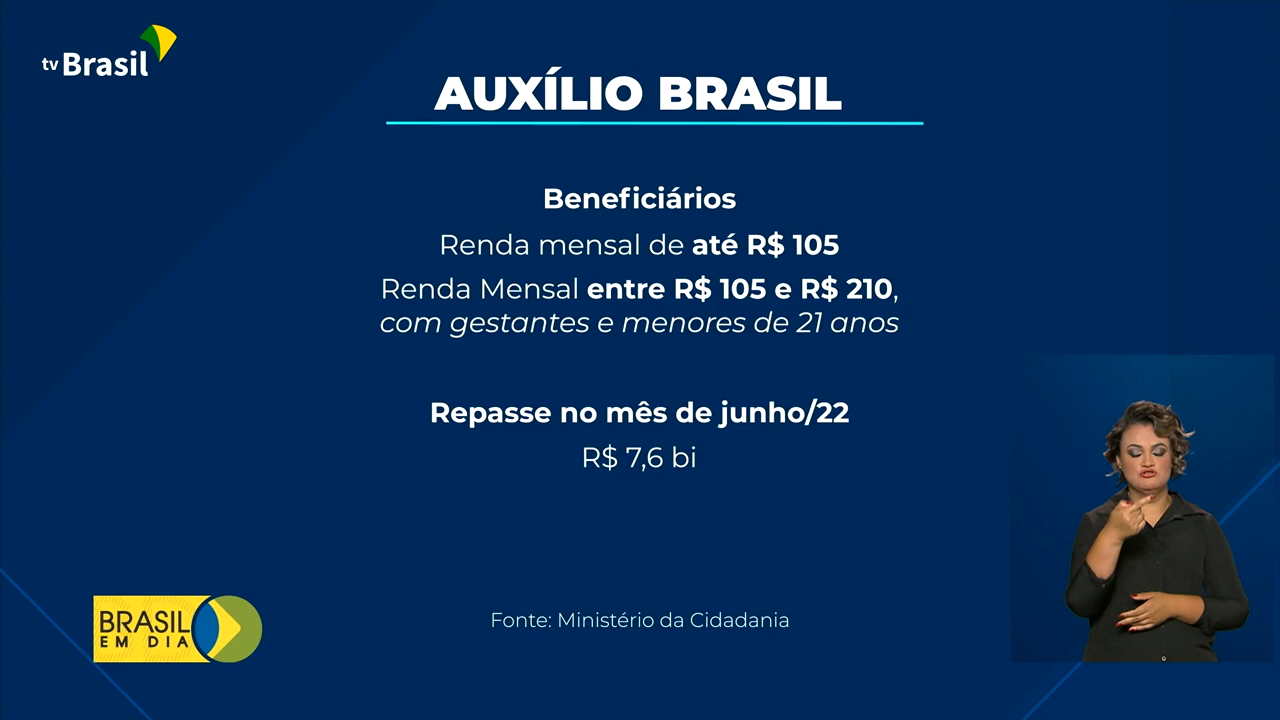 tv Brasil
AUXÍLIO BRASIL
Beneficiários
Renda mensal de até R$ 105
Renda Mensal entre R$ 105 e R$ 210,
com gestantes e menores de 21 anos
Repasse no mês de junho/22
R$ 7,6 bi
BRASIL
EM DIA
Fonte: Ministério da Cidadania